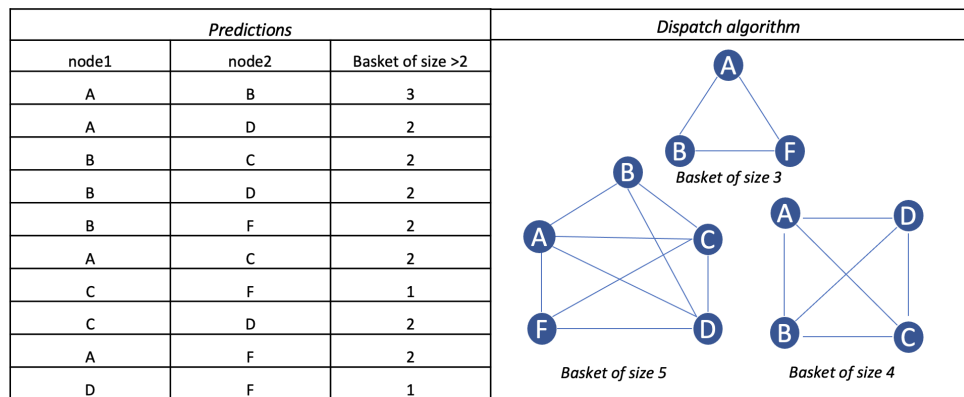 Predictions
node1 node2 Basket of size >2
A B 3
A D 2
B C 2
B D 2
B F 2
A C 2
C F 1
C D 2
A F 2
D F 1
Dispatch algorithm
A
B F
Basket of size 3
B
A C
F D
Basket of size 5
A D
B C
Basket of size 4